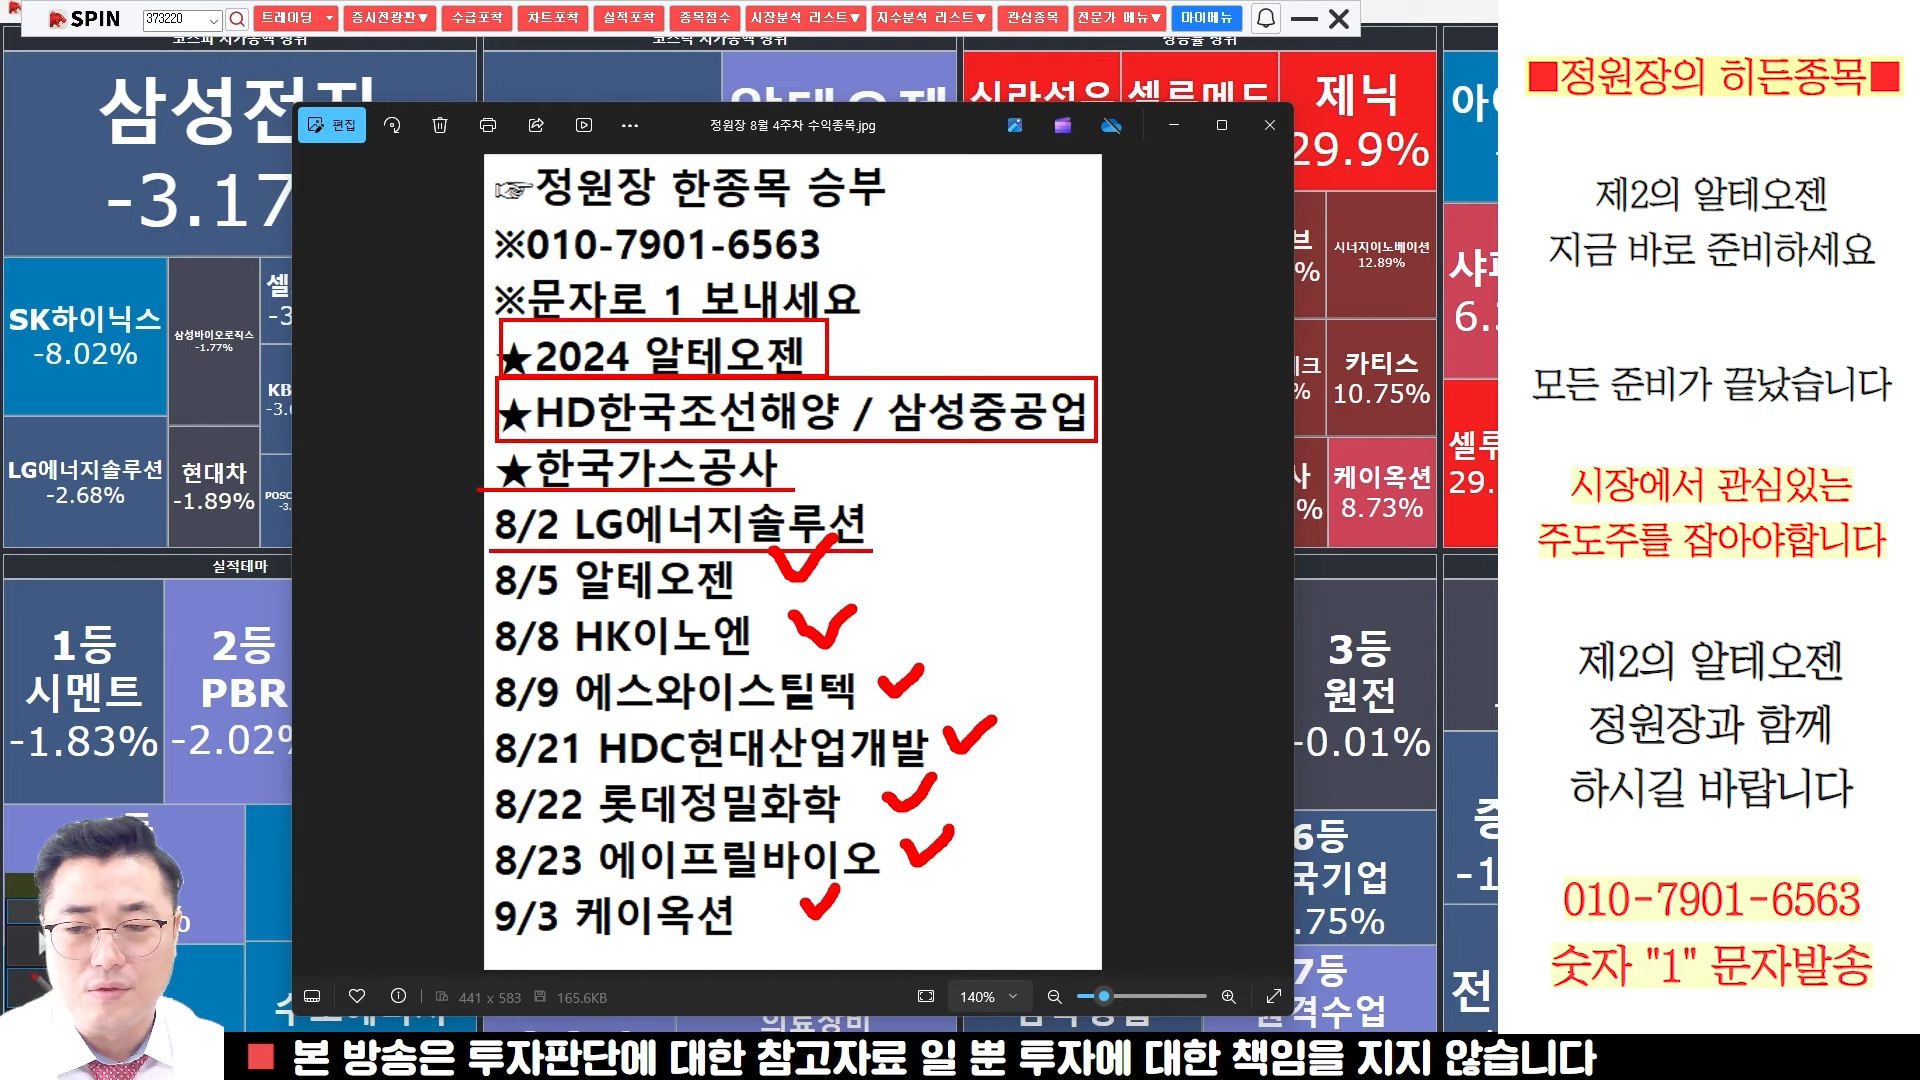 SPIN
373220
트레이딩
증시전광판▼
수급포착
차트포착
실적포착
종목점수
시장분석 리스트▼
지수분석 리스트▼
관심종목
전문가 메뉴▼
마이메뉴
삼성전자
-3.17
SK하이닉스
-8.02%
삼성바이오로직스
-1.77%
LG에너지솔루션
-2.68%
현대차
-1.89%
실적테마
1등
시멘트
-1.83%
2등
PBR
-2.02%
편집
정원장 8월 4주차 수익종목.jpg
☞정원장 한종목 승부
※010-7901-6563
※문자로 1 보내세요
★2024 알테오젠
★HD한국조선해양 / 삼성중공업
★한국가스공사
8/2 LG에너지솔루션
8/5 알테오젠
8/8 HK이노엔
8/9 에스와이스틸텍
8/21 HDC현대산업개발
8/22 롯데정밀화학
8/23 에이프릴바이오
9/3 케이옥션
441 x 583
165.6KB
140%
제닉
29.9%
시너지이노베이션
12.89%
카티스
10.75%
케이옥션
8.73%
3등
원전
-0.01%
6등
국기업
.75%
7등
격수업
■정원장의 히든종목■
제2의 알테오젠
지금 바로 준비하세요
모든 준비가 끝났습니다
시장에서 관심있는
주도주를 잡아야합니다
제2의 알테오젠
정원장과 함께
하시길 바랍니다
010-7901-6563
숫자 "1" 문자발송
■ 본 방송은 투자판단에 대한 참고자료 일 뿐 투자에 대한 책임을 지지 않습니다